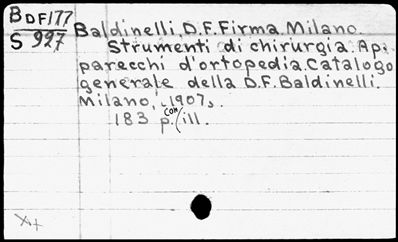 BDF177
S 927
Baldinelli, D.F. Firma, Milano.
Strumenti di chirurgia. Ap-
parecchi d'ortopedia. Catalogo
generale della D.F. Baldinelli.
Milano, 1907.
183 p. con ill.